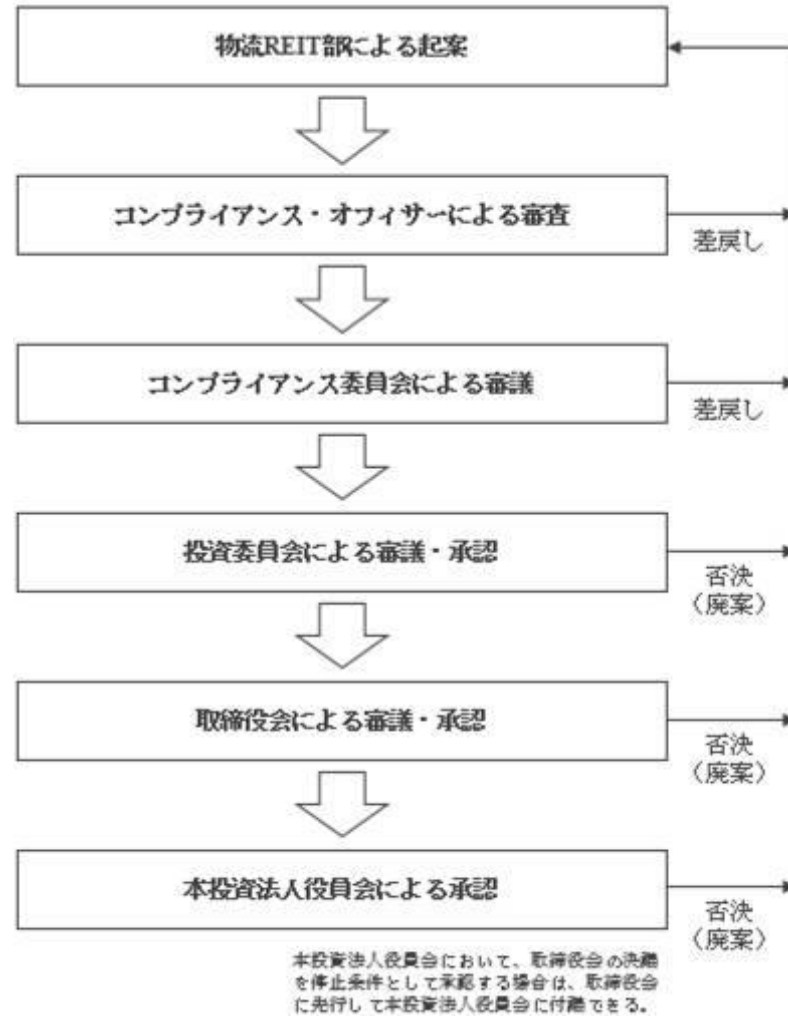 物流REIT部による起案
コンプライアンス・オフィサーによる審査
差戻し
コンプライアンス委員会による審議
差戻し
投資委員会による審議・承認
否決
(廃案)
取締役会による審議・承認
否決
(廃案)
本投資法人役員会による承認
否決
(廃案)
本投資法人役員会において、取締役会の決議
を停止条件として承認する場合は、取締役会
に先行して本投資法人役員会に付議できる。